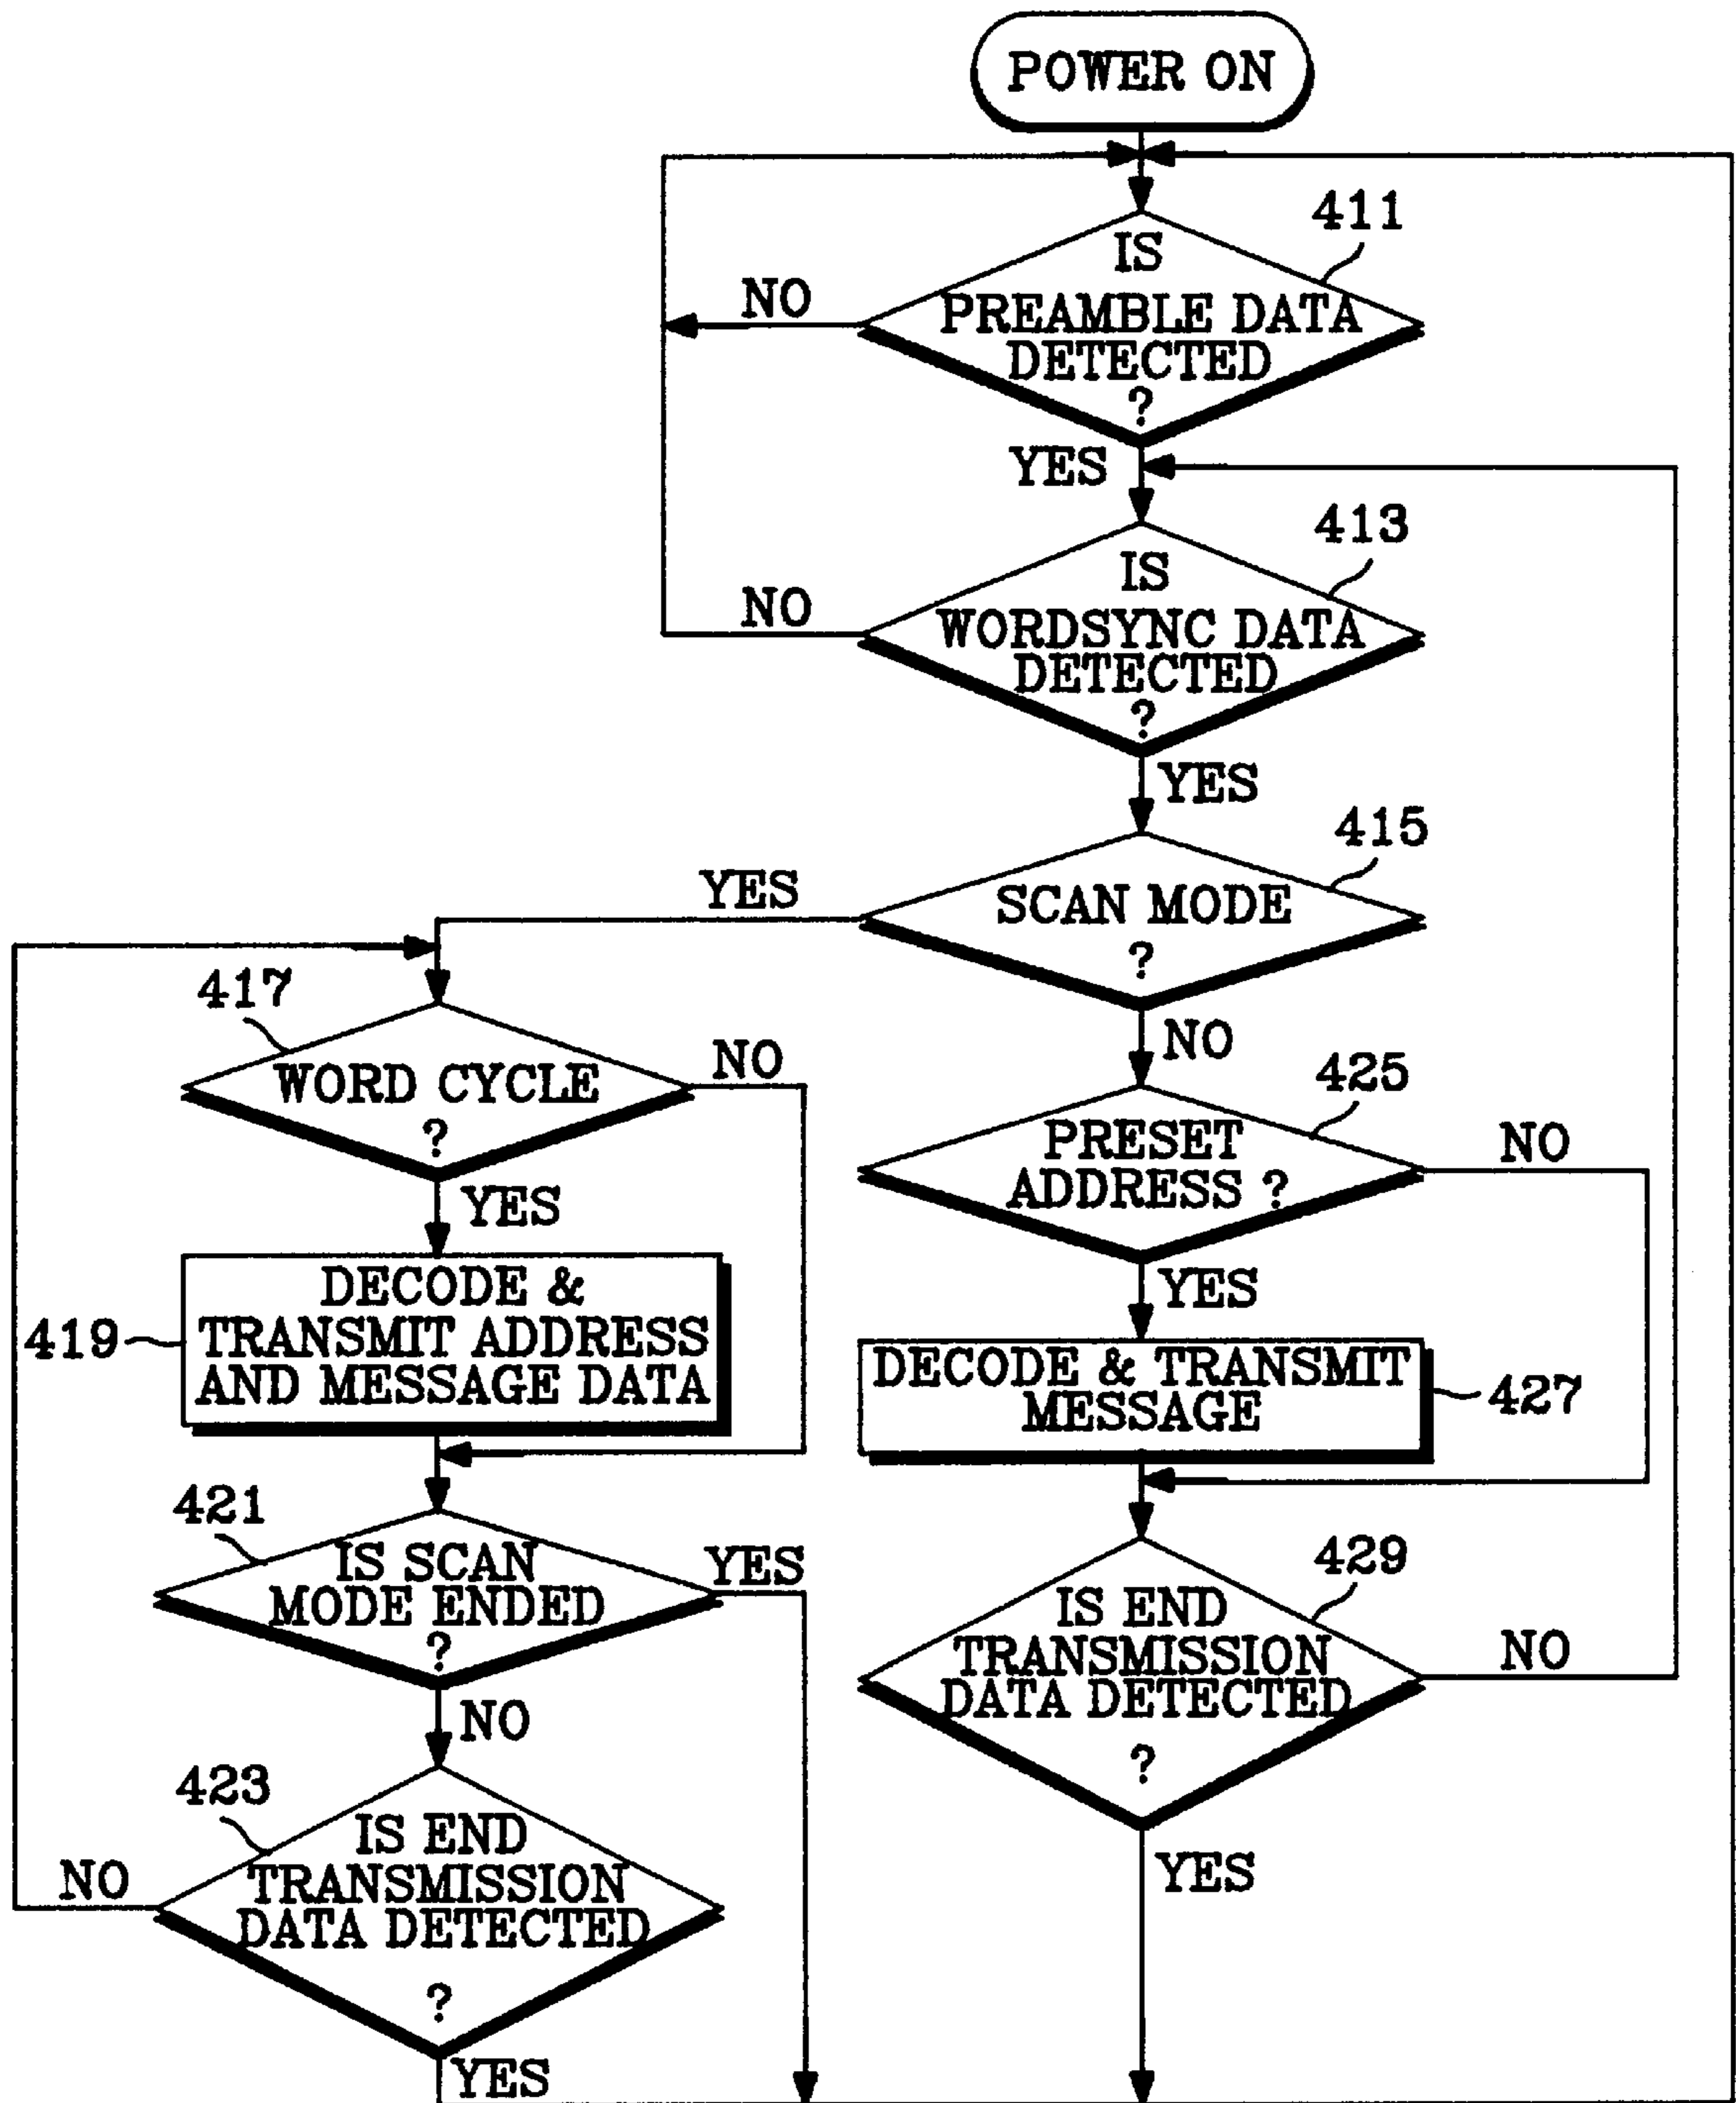 POWER ON
411
IS
PREAMBLE DATA
DETECTED
?
NO
YES
413
IS
WORDSYNC DATA
DETECTED
?
NO
YES
415
SCAN MODE
?
YES
NO
417
WORD CYCLE
?
NO
YES
419
DECODE &
TRANSMIT ADDRESS
AND MESSAGE DATA
421
IS SCAN
MODE ENDED
?
YES
NO
423
IS END
TRANSMISSION
DATA DETECTED
?
NO
YES
425
PRESET
ADDRESS ?
NO
YES
DECODE & TRANSMIT
MESSAGE
427
429
IS END
TRANSMISSION
DATA DETECTED
?
NO
YES